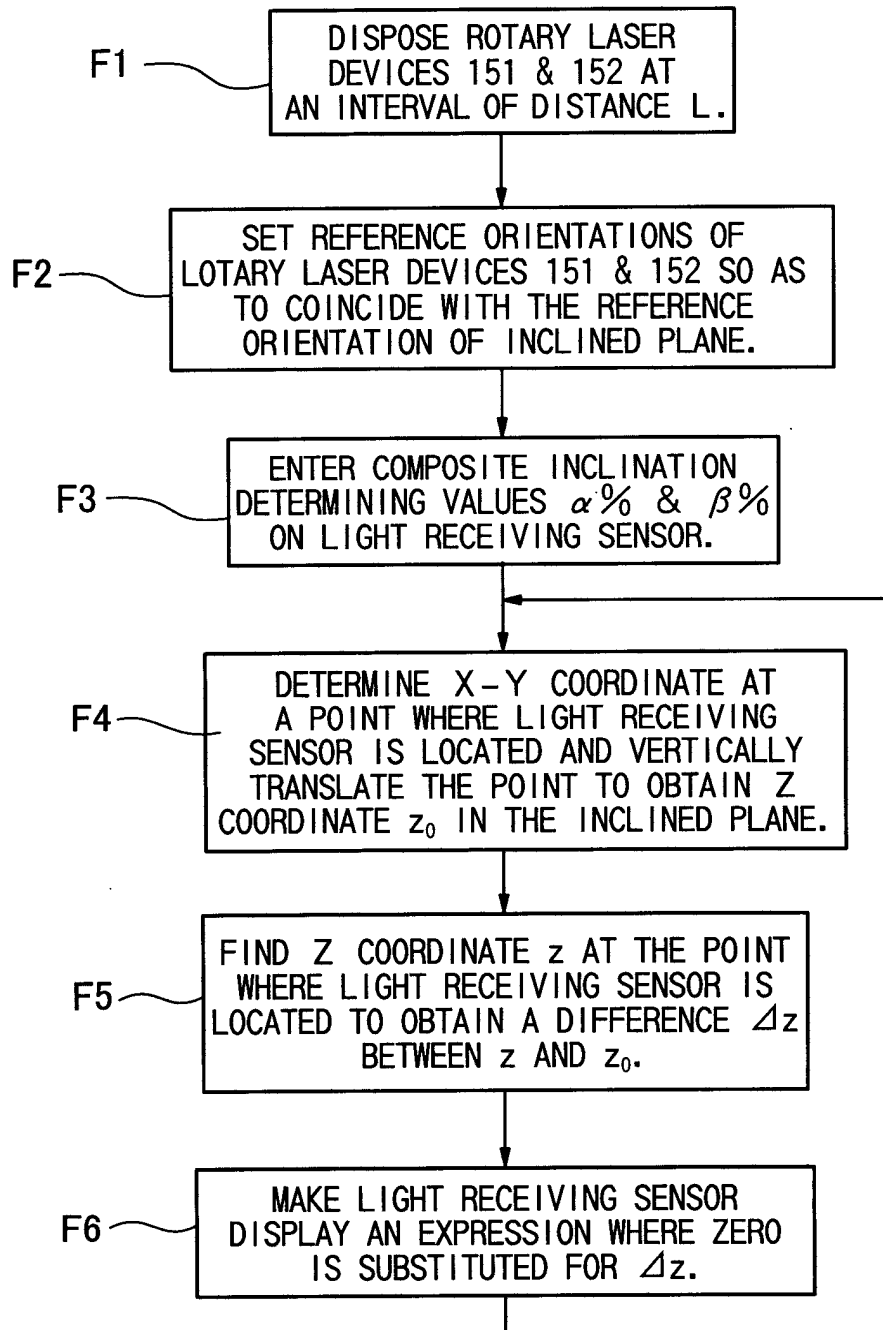 F1
DISPOSE ROTARY LASER
DEVICES 151 & 152 AT
AN INTERVAL OF DISTANCE L.
F2
SET REFERENCE ORIENTATIONS OF
LOTARY LASER DEVICES 151 & 152 SO AS
TO COINCIDE WITH THE REFERENCE
ORIENTATION OF INCLINED PLANE.
F3
ENTER COMPOSITE INCLINATION
DETERMINING VALUES α% & β%
ON LIGHT RECEIVING SENSOR.
F4
DETERMINE X-Y COORDINATE AT
A POINT WHERE LIGHT RECEIVING
SENSOR IS LOCATED AND VERTICALLY
TRANSLATE THE POINT TO OBTAIN Z
COORDINATE z₀ IN THE INCLINED PLANE.
F5
FIND Z COORDINATE z AT THE POINT
WHERE LIGHT RECEIVING SENSOR IS
LOCATED TO OBTAIN A DIFFERENCE Δz
BETWEEN z AND z₀.
F6
MAKE LIGHT RECEIVING SENSOR
DISPLAY AN EXPRESSION WHERE ZERO
IS SUBSTITUTED FOR Δz.